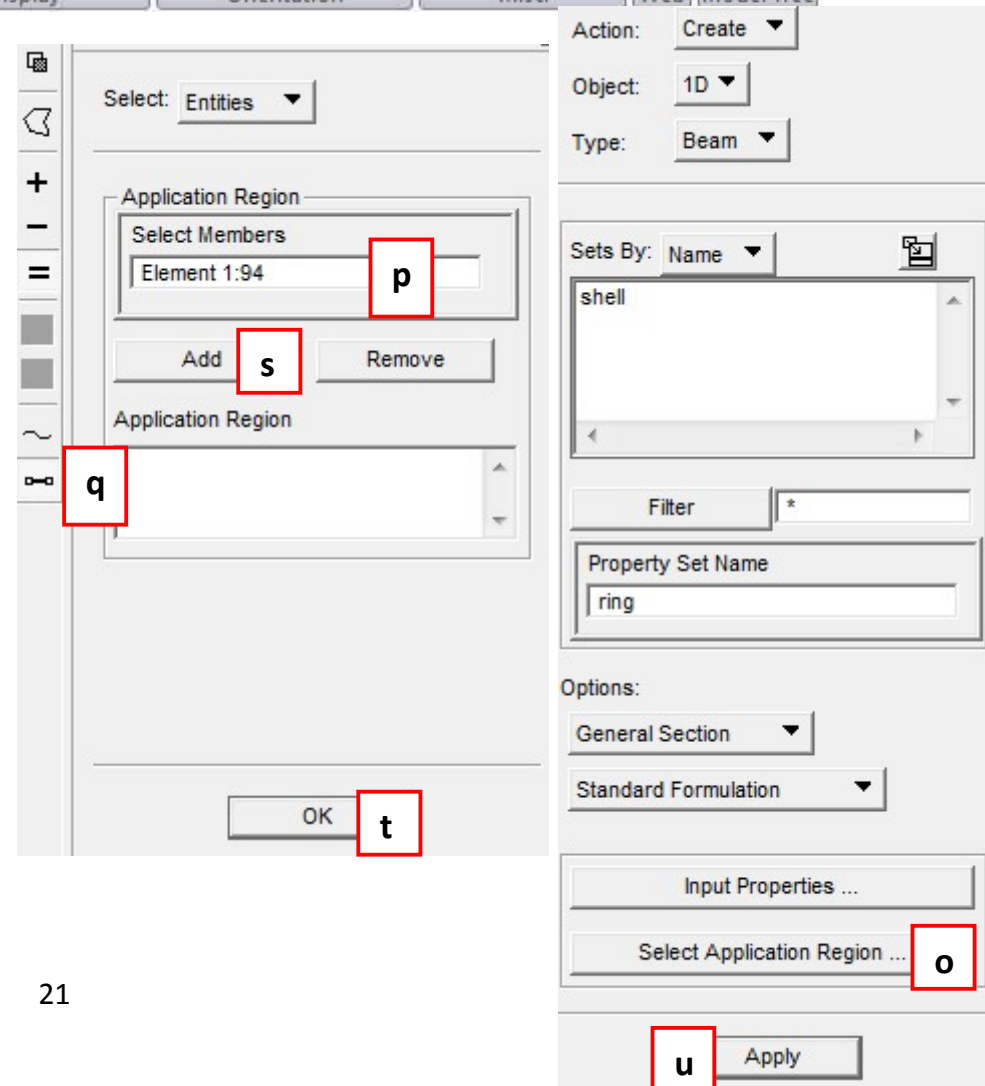 Orientation
Select: Entities
Application Region
Select Members
Element 1:94
p
Add
s
Remove
Application Region
q
OK
t
21
Action: Create
Object: 1D
Type: Beam
Sets By: Name
shell
Filter
*
Property Set Name
ring
Options:
General Section
Standard Formulation
Input Properties ...
Select Application Region ...
o
u
Apply